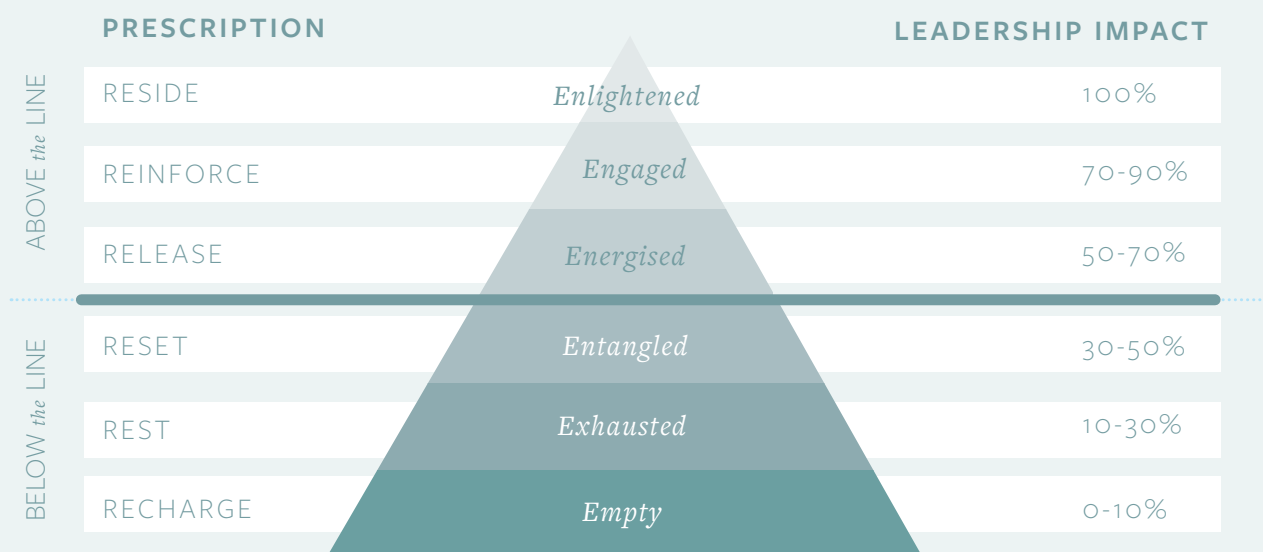 PRESCRIPTION
LEADERSHIP IMPACT
ABOVE the LINE
RESIDE Enlightened 100%
REINFORCE Engaged 70-90%
RELEASE Energised 50-70%
BELOW the LINE
RESET Entangled 30-50%
REST Exhausted 10-30%
RECHARGE Empty 0-10%